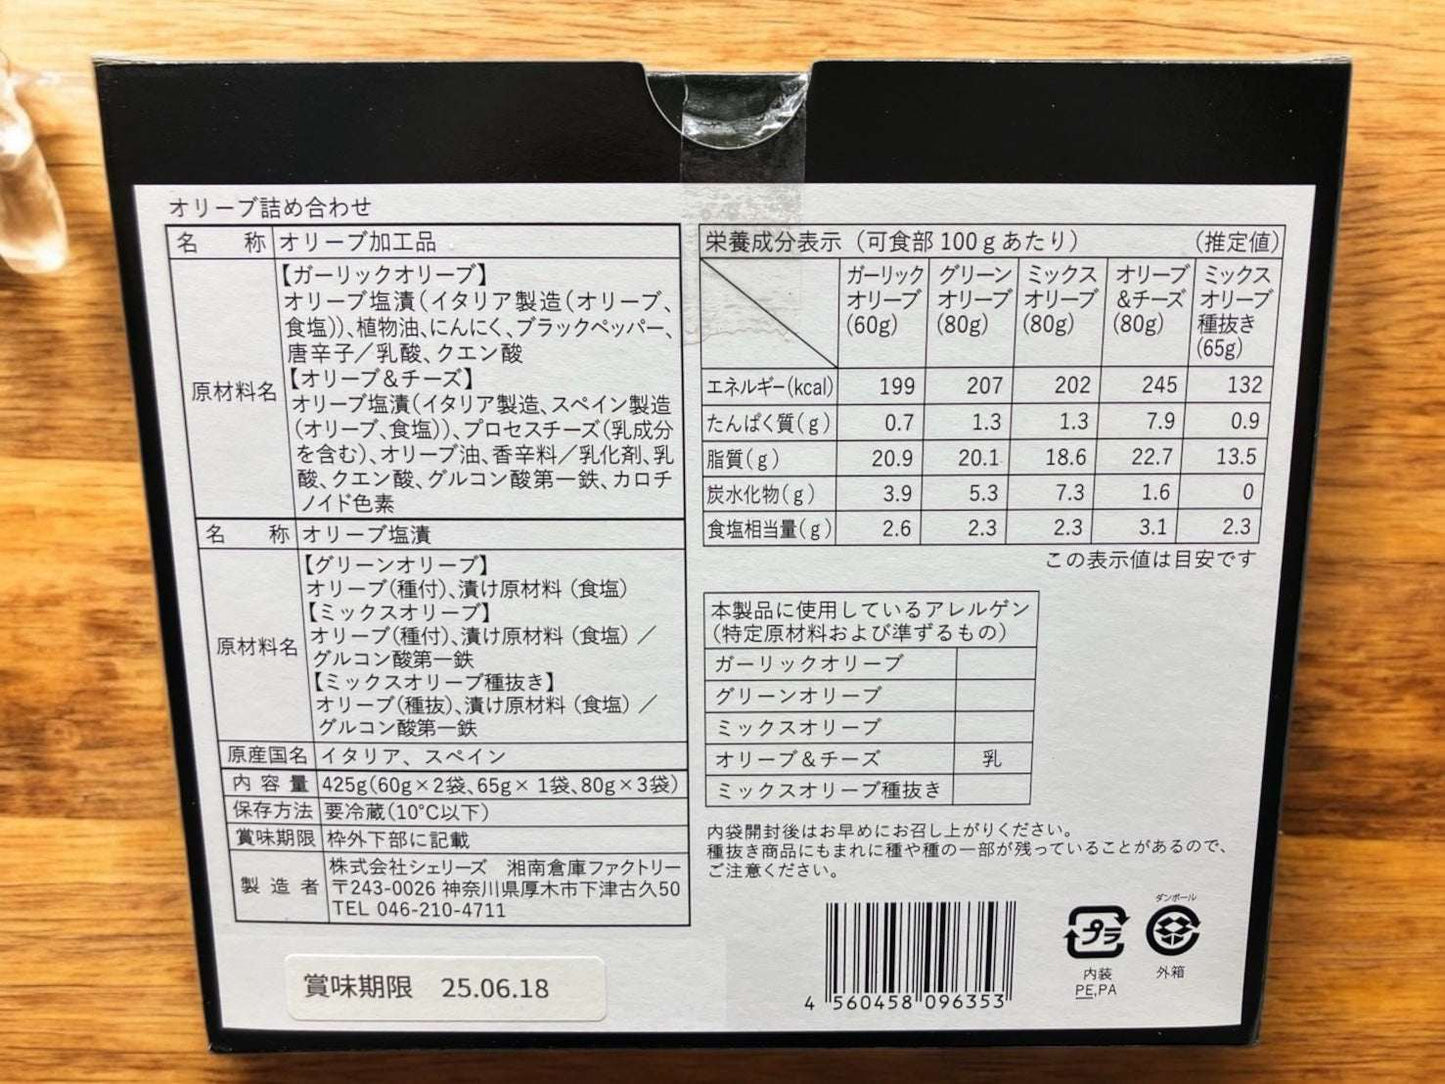 オリーブ詰め合わせ
名 称 オリーブ加工品
原材料名
【ガーリックオリーブ】
オリーブ塩漬(イタリア製造(オリーブ、
食塩))、植物油、にんにく、ブラックペッパー、
唐辛子／乳酸、クエン酸
【オリーブ&チーズ】
オリーブ塩漬(イタリア製造、スペイン製造
(オリーブ、食塩))、プロセスチーズ(乳成分
を含む)、オリーブ油、香辛料／乳化剤、乳
酸、クエン酸、グルコン酸第一鉄、カロチ
ノイド色素
名 称 オリーブ塩漬
原材料名
【グリーンオリーブ】
オリーブ(種付)、漬け原材料(食塩)
【ミックスオリーブ】
オリーブ(種付)、漬け原材料(食塩)／
グルコン酸第一鉄
【ミックスオリーブ種抜き】
オリーブ(種抜)、漬け原材料(食塩)／
グルコン酸第一鉄
原産国名 イタリア、スペイン
内容量 425g(60g×2袋、65g×1袋、80g×3袋)
保存方法 要冷蔵(10℃以下)
賞味期限 枠外下部に記載
製造者
株式会社シェリーズ 湘南倉庫ファクトリー
〒243-0026 神奈川県厚木市下津古久50
TEL 046-210-4711
賞味期限 25.06.18
栄養成分表示(可食部100gあたり) (推定値)
ガーリック グリーン ミックス オリーブ ミックス
オリーブ オリーブ オリーブ &チーズ オリーブ
(60g) (80g) (80g) (80g) 種抜き
(65g)
エネルギー(kcal) 199 207 202 245 132
たんぱく質(g) 0.7 1.3 1.3 7.9 0.9
脂質(g) 20.9 20.1 18.6 22.7 13.5
炭水化物(g) 3.9 5.3 7.3 1.6 0
食塩相当量(g) 2.6 2.3 2.3 3.1 2.3
この表示値は目安です
本製品に使用しているアレルゲン
(特定原材料および準ずるもの)
ガーリックオリーブ
グリーンオリーブ
ミックスオリーブ
オリーブ&チーズ 乳
ミックスオリーブ種抜き
内袋開封後はお早めにお召し上がりください。
種抜き商品にもまれに種や種の一部が残っていることがあるので、
ご注意ください。
4 560458 096353
プラ
内装
PE,PA
ダンボール
外箱